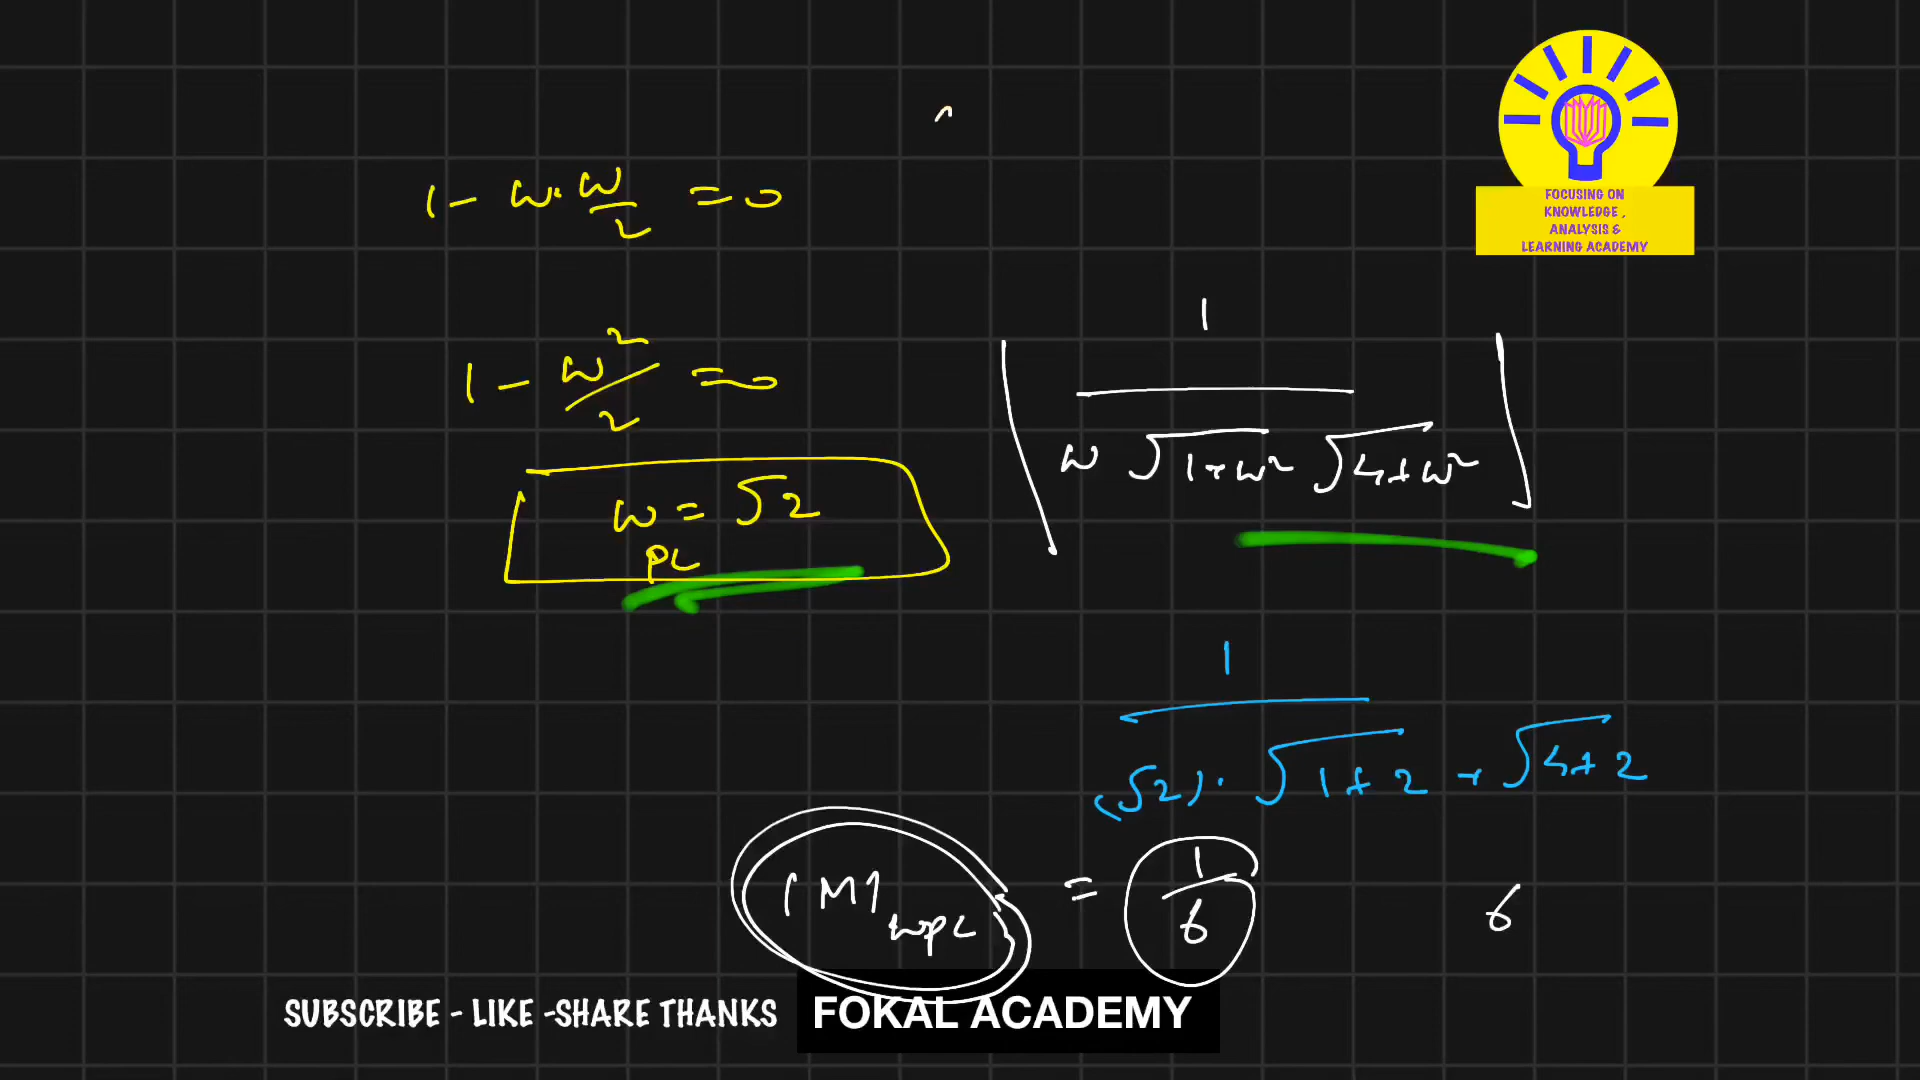 1 - ω·ω/2 = 0
1 - ω²/2 = 0
ω = √2
pc
1
ω √1+ω² √4+ω²
1
(√2)· √1+2 + √4+2
|M|ωpc = 1/6
6
FOCUSING ON
KNOWLEDGE ,
ANALYSIS &
LEARNING ACADEMY
SUBSCRIBE - LIKE -SHARE THANKS
FOKAL ACADEMY